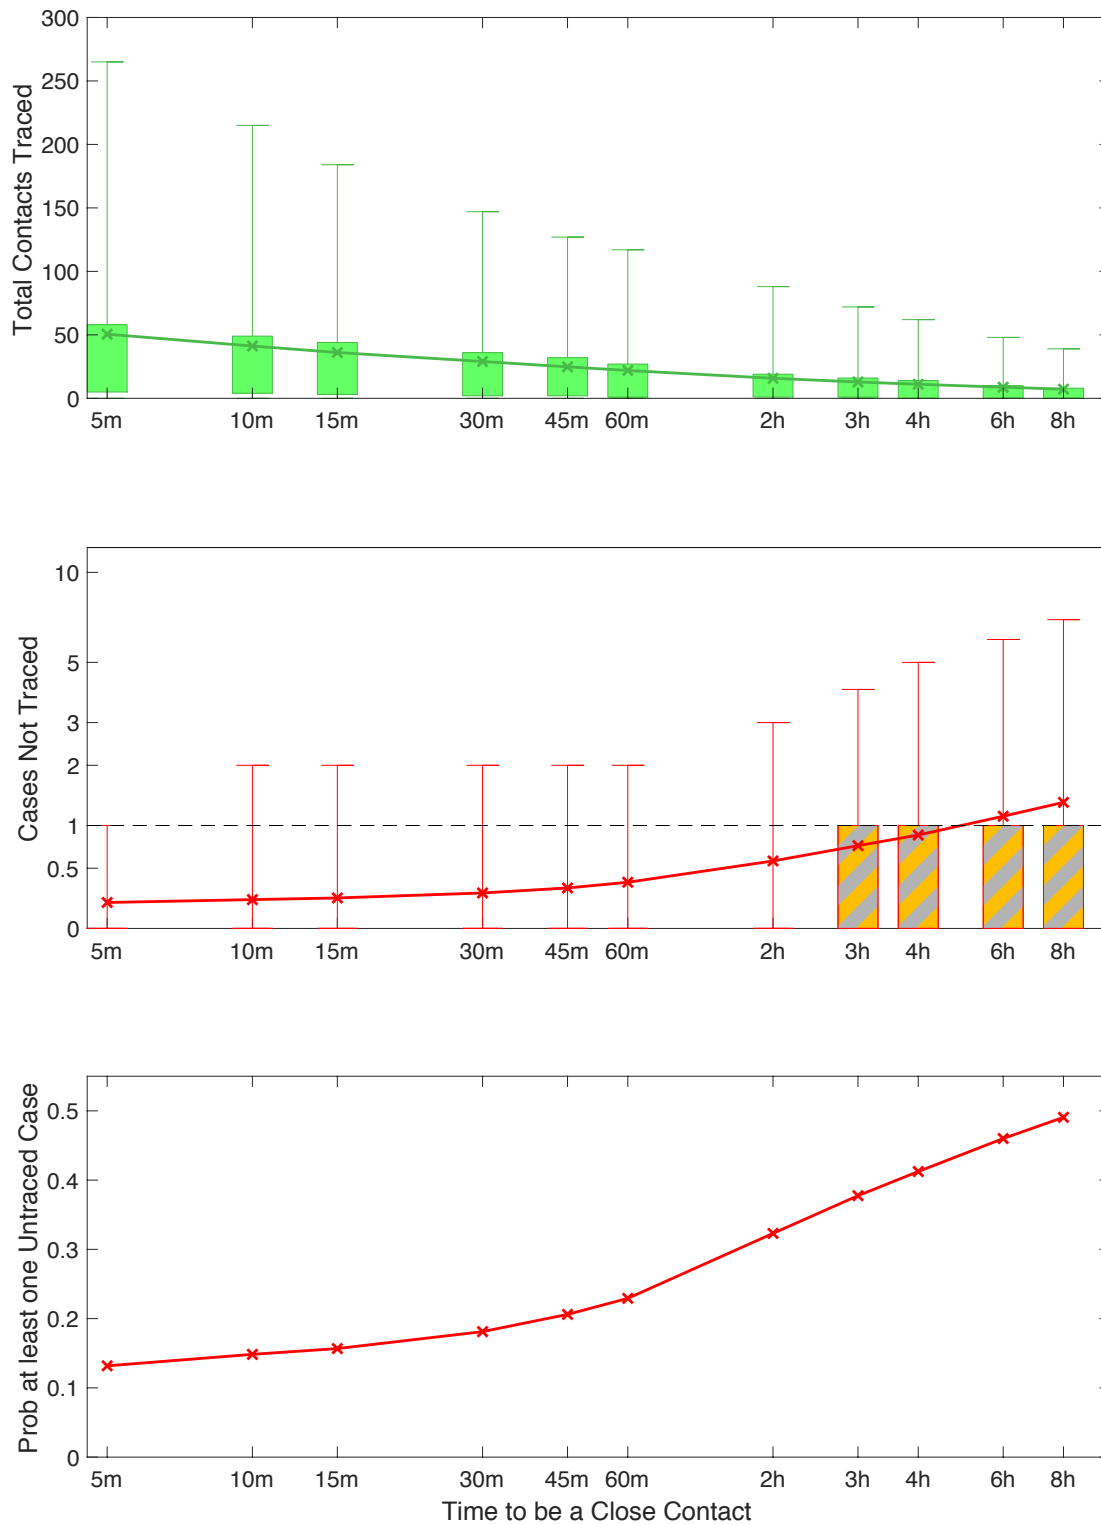 Total Contacts Traced
300
250
200
150
100
50
0
5m 10m 15m 30m 45m 60m 2h 3h 4h 6h 8h
Cases Not Traced
10
5
3
2
1
0.5
0
5m 10m 15m 30m 45m 60m 2h 3h 4h 6h 8h
Prob at least one Untraced Case
0.5
0.4
0.3
0.2
0.1
0
5m 10m 15m 30m 45m 60m 2h 3h 4h 6h 8h
Time to be a Close Contact